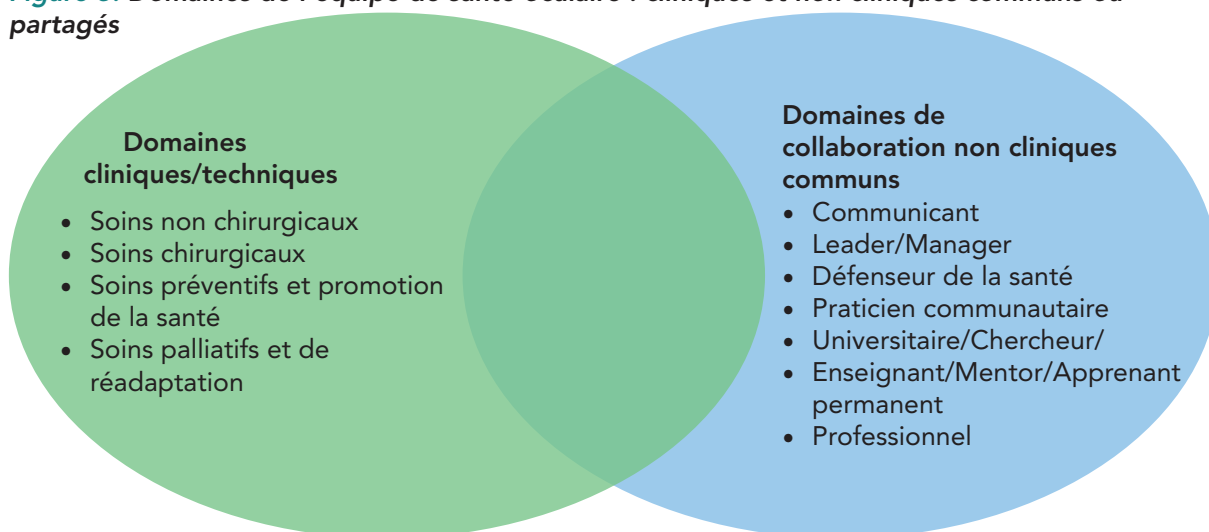 partagés
Domaines
cliniques/techniques
• Soins non chirurgicaux
• Soins chirurgicaux
• Soins préventifs et promotion
de la santé
• Soins palliatifs et de
réadaptation
Domaines de
collaboration non cliniques
communs
• Communicant
• Leader/Manager
• Défenseur de la santé
• Praticien communautaire
• Universitaire/Chercheur/
• Enseignant/Mentor/Apprenant
permanent
• Professionnel